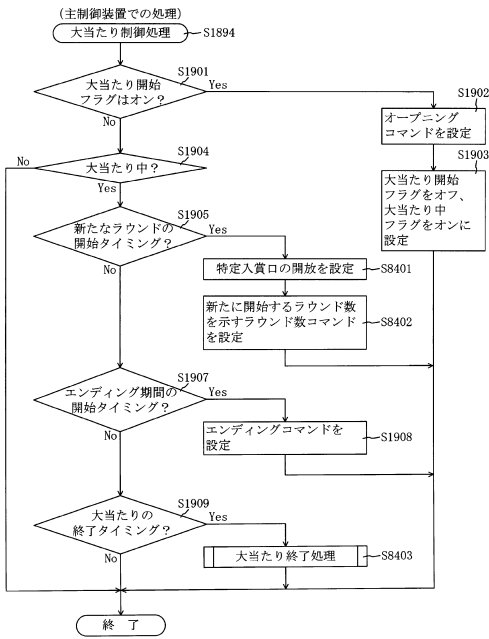 （主制御装置での処理）
大当たり制御処理
S1894
S1901
大当たり開始
フラグはオン？
Yes
No
S1902
オープニング
コマンドを設定
S1903
大当たり開始
フラグをオフ、
大当たり中
フラグをオンに
設定
S1904
大当たり中？
No
Yes
S1905
新たなラウンドの
開始タイミング？
Yes
No
特定入賞口の開放を設定
S8401
新たに開始するラウンド数
を示すラウンド数コマンド
を設定
S8402
S1907
エンディング期間の
開始タイミング？
Yes
No
エンディングコマンドを
設定
S1908
S1909
大当たりの
終了タイミング？
Yes
No
大当たり終了処理
S8403
終　了